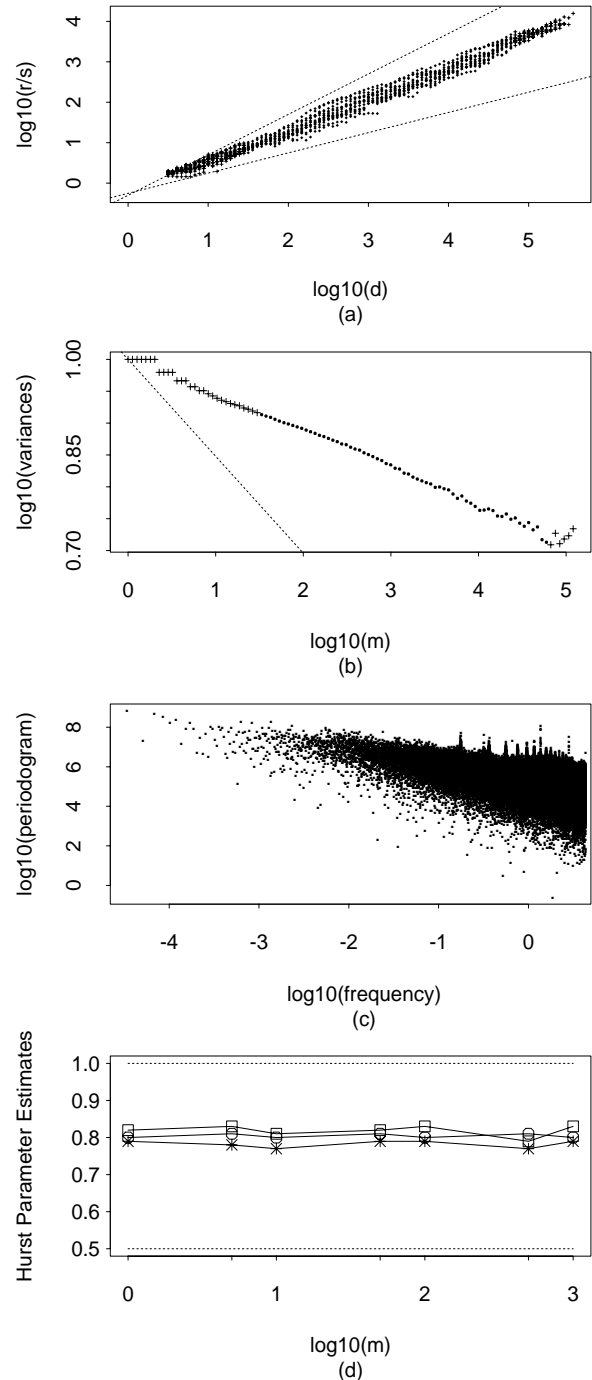 log10(r/s)
4
3
2
1
0
0 1 2 3 4 5
log10(d)
(a)
log10(variances)
1.00
0.85
0.70
0 1 2 3 4 5
log10(m)
(b)
log10(periodogram)
8
6
4
2
0
-4 -3 -2 -1 0
log10(frequency)
(c)
Hurst Parameter Estimates
1.0
0.9
0.8
0.7
0.6
0.5
0 1 2 3
log10(m)
(d)